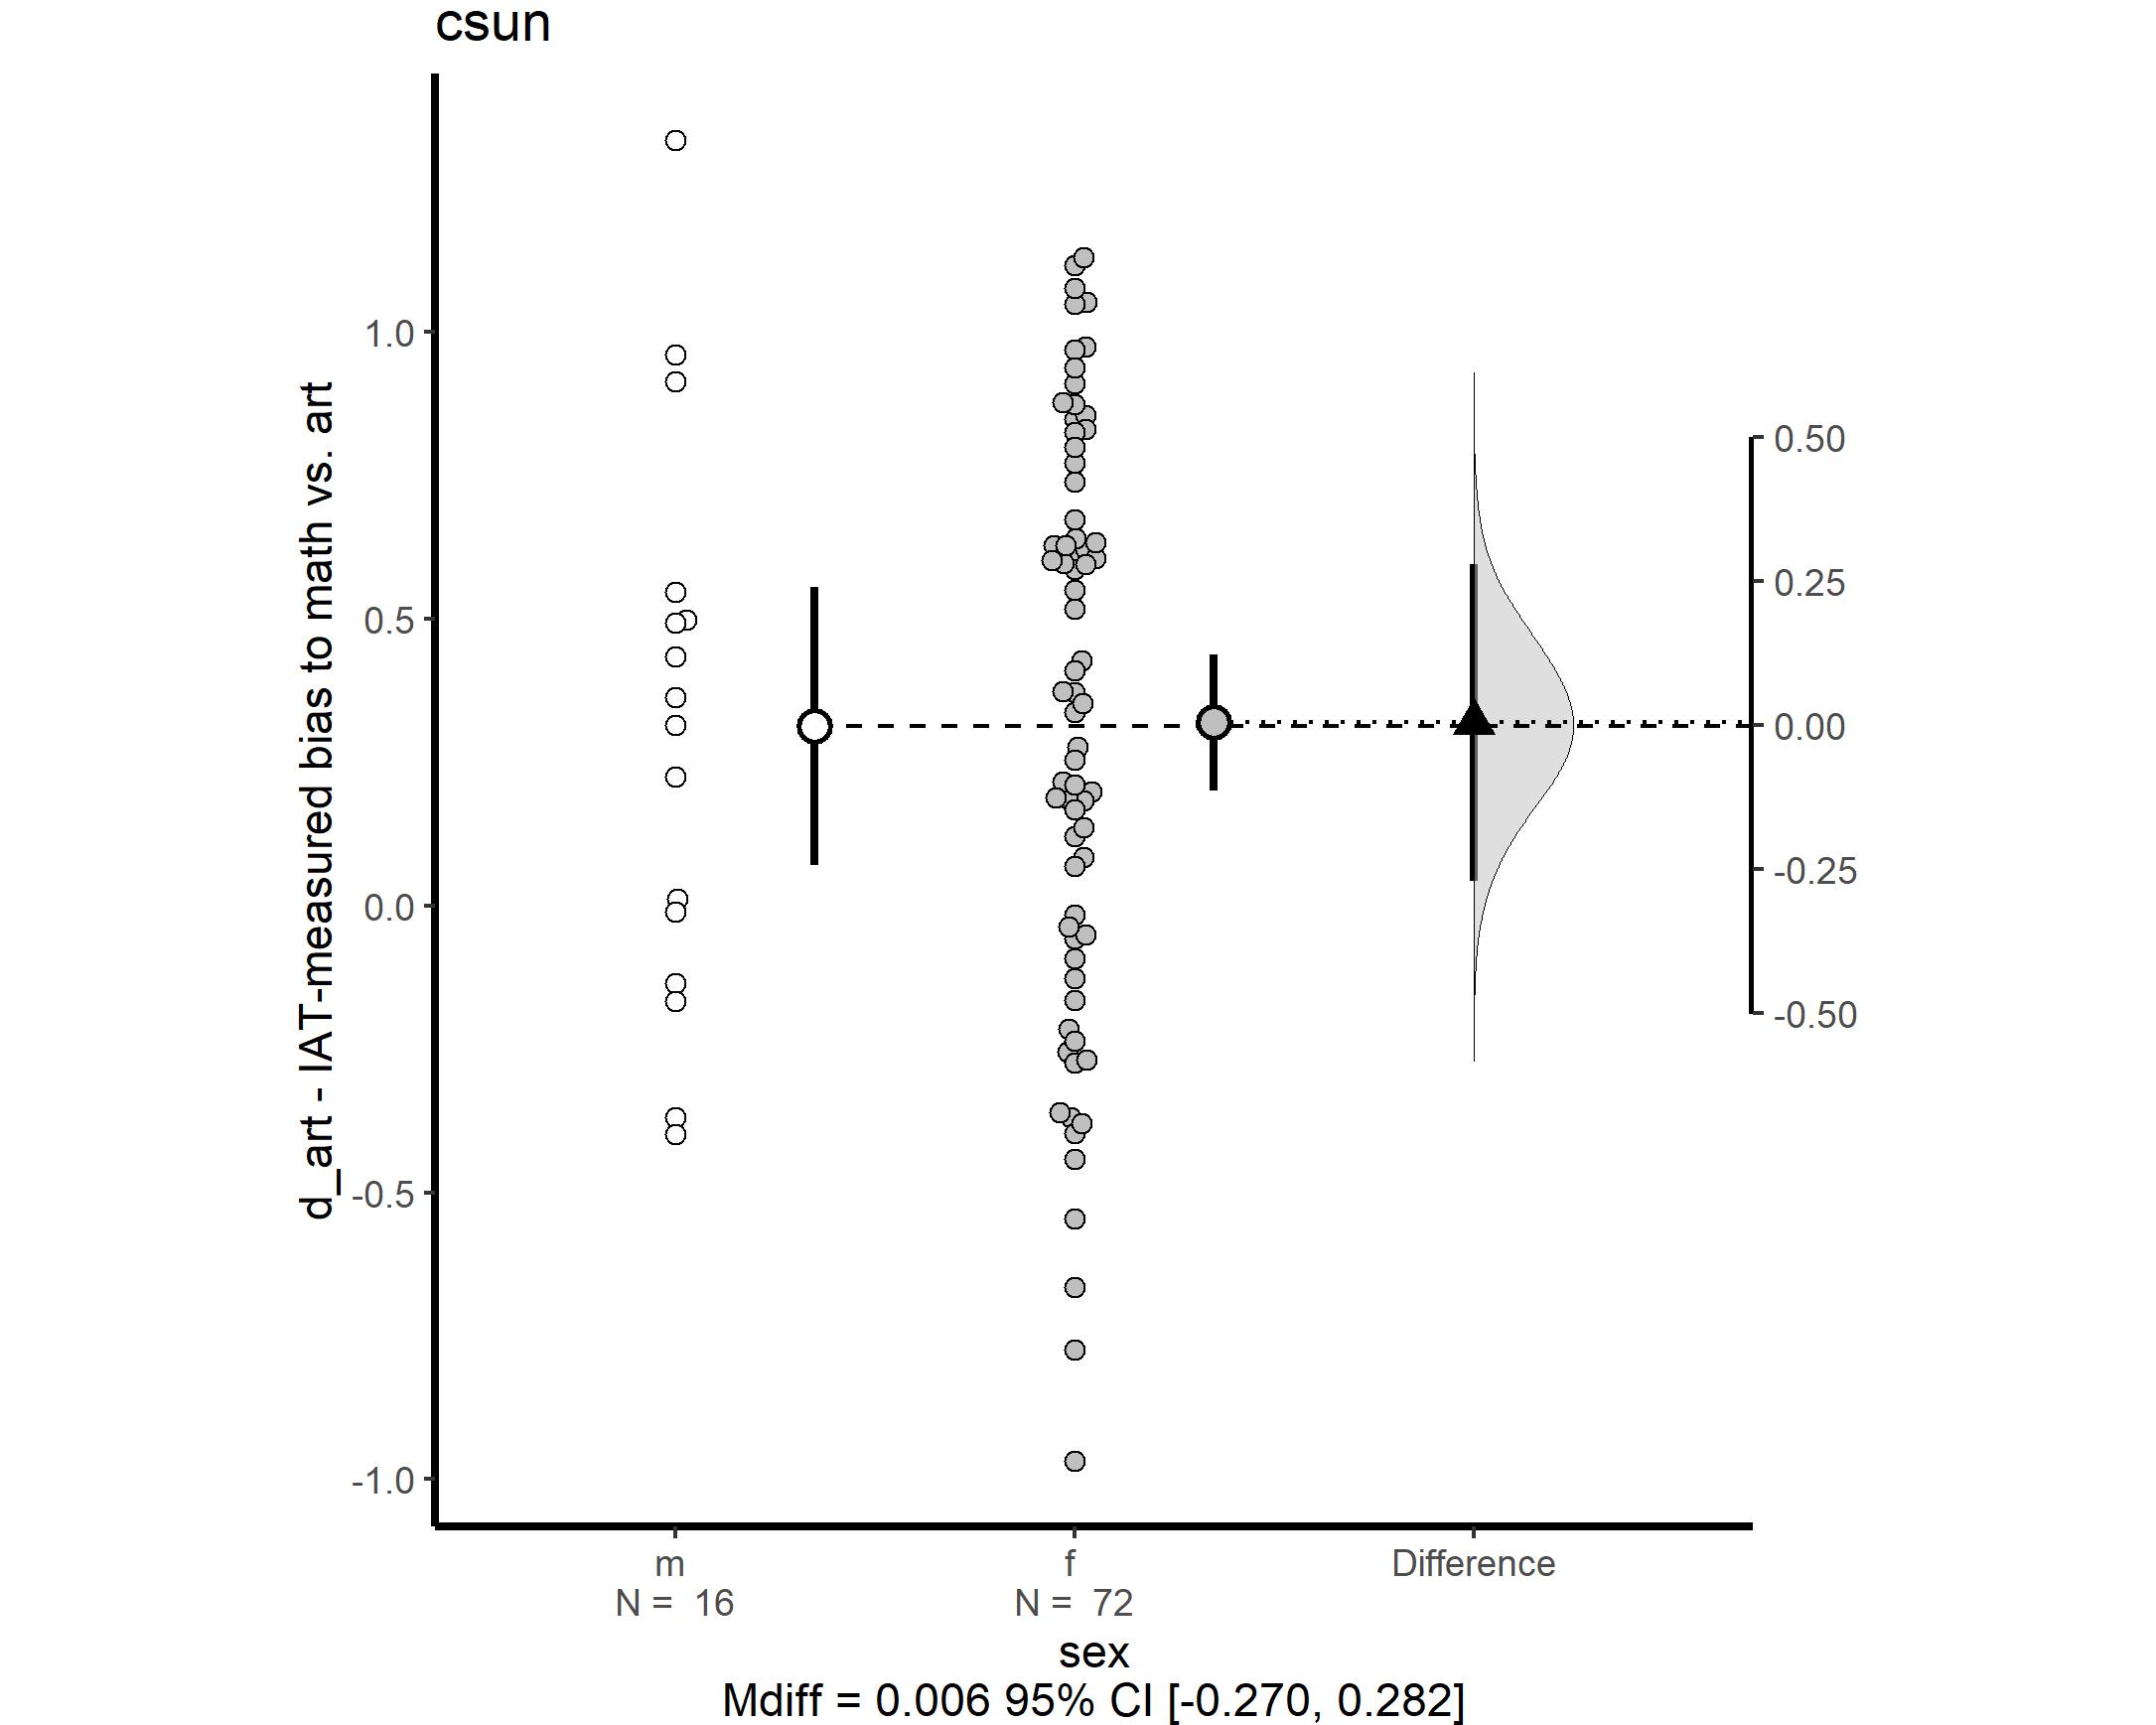 csun
d_art - IAT-measured bias to math vs. art
1.0
0.5
0.0
-0.5
-1.0
0.50
0.25
0.00
-0.25
-0.50
m f Difference
N =  16 N =  72
sex
Mdiff = 0.006 95% CI [-0.270, 0.282]